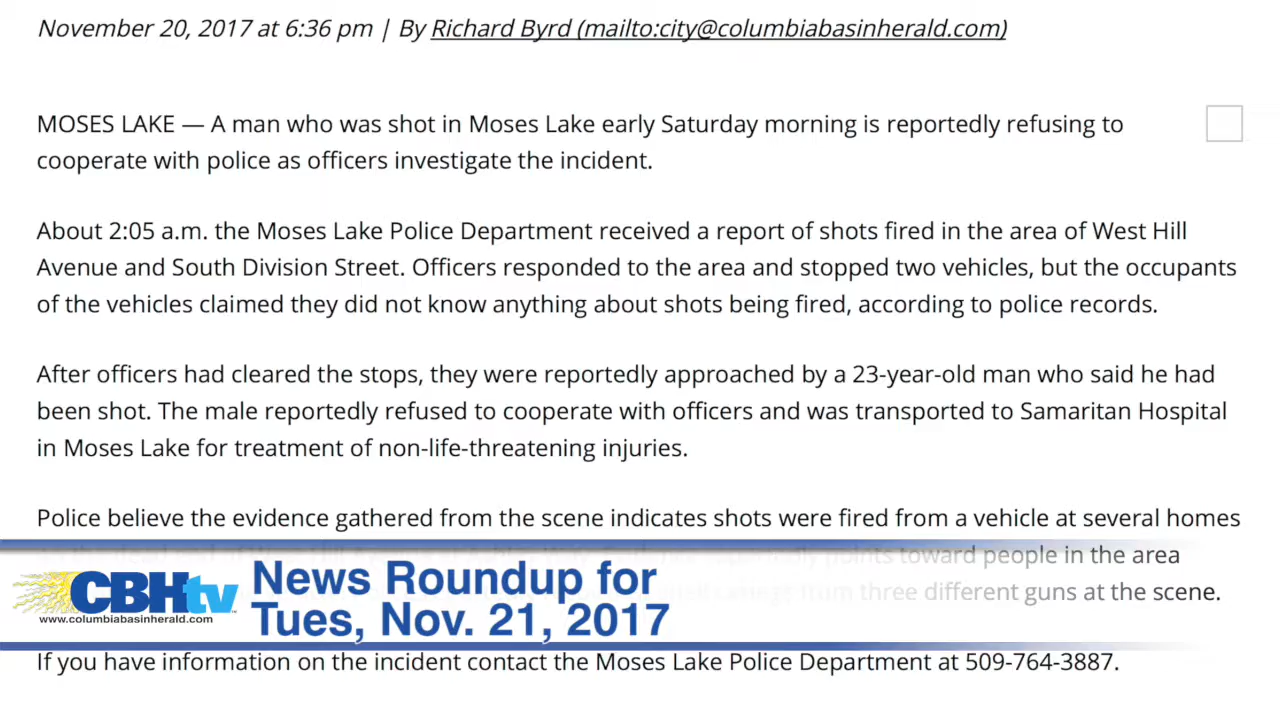 November 20, 2017 at 6:36 pm | By Richard Byrd (mailto:city@columbiabasinherald.com)
MOSES LAKE — A man who was shot in Moses Lake early Saturday morning is reportedly refusing to
cooperate with police as officers investigate the incident.
About 2:05 a.m. the Moses Lake Police Department received a report of shots fired in the area of West Hill
Avenue and South Division Street. Officers responded to the area and stopped two vehicles, but the occupants
of the vehicles claimed they did not know anything about shots being fired, according to police records.
After officers had cleared the stops, they were reportedly approached by a 23-year-old man who said he had
been shot. The male reportedly refused to cooperate with officers and was transported to Samaritan Hospital
in Moses Lake for treatment of non-life-threatening injuries.
Police believe the evidence gathered from the scene indicates shots were fired from a vehicle at several homes
points toward people in the area
from three different guns at the scene.
CBHtv
www.columbiabasinherald.com
News Roundup for
Tues, Nov. 21, 2017
If you have information on the incident contact the Moses Lake Police Department at 509-764-3887.